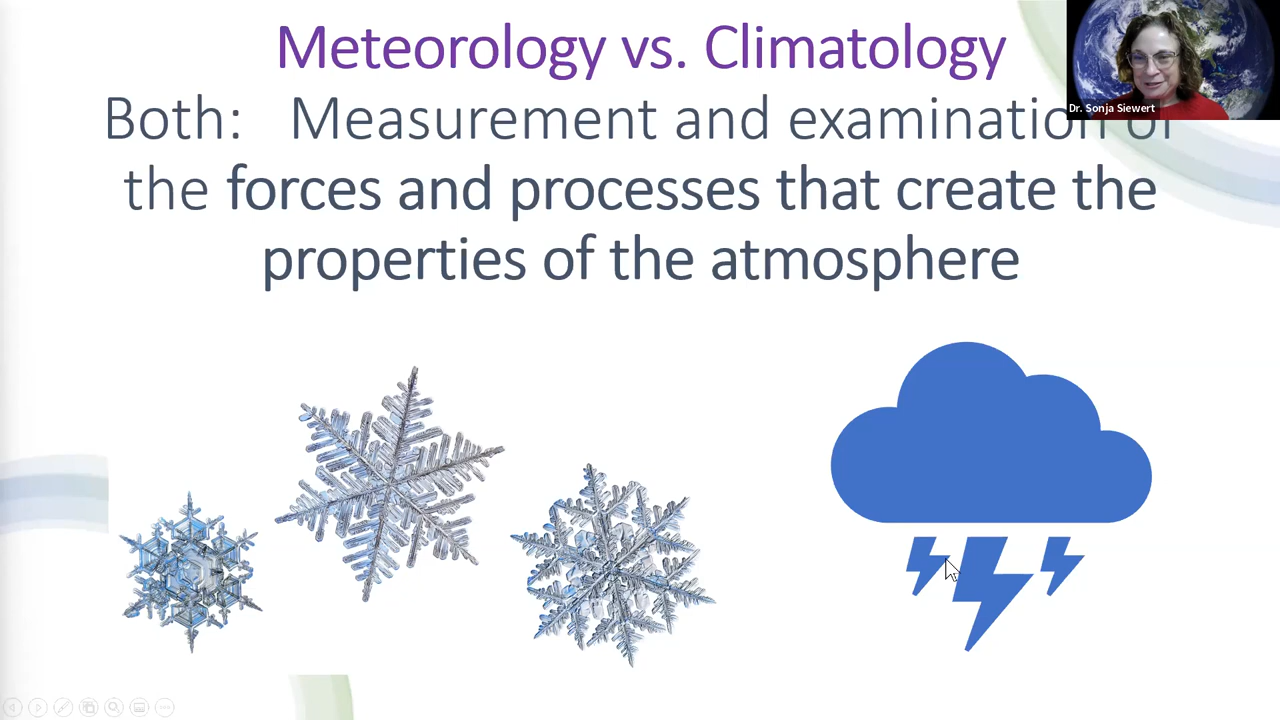 Meteorology vs. Climatology
Dr. Sonja Siewert
Both: Measurement and examination of
the forces and processes that create the
properties of the atmosphere